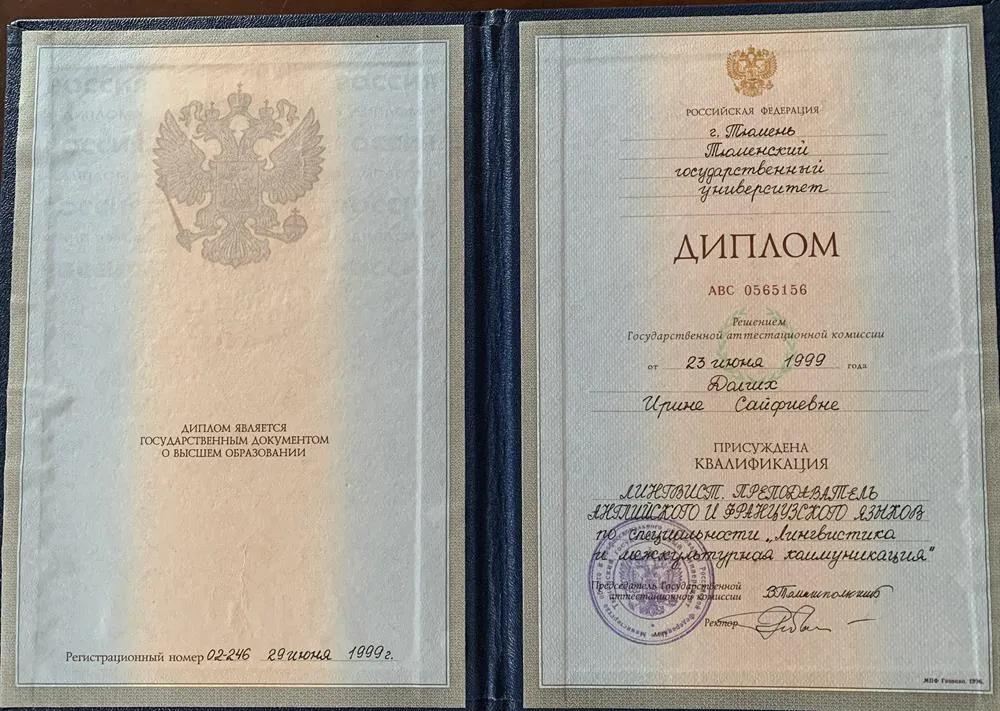 ДИПЛОМ ЯВЛЯЕТСЯ
ГОСУДАРСТВЕННЫМ ДОКУМЕНТОМ
О ВЫСШЕМ ОБРАЗОВАНИИ
Регистрационный номер 02-246 29 июня 1999 г.
РОССИЙСКАЯ ФЕДЕРАЦИЯ
г. Тюмень
Тюменский
государственный
университет
ДИПЛОМ
АВС 0565156
Решением
Государственной аттестационной комиссии
от 23 июня 1999 года
Долгих
Ирине Сайфиевне
ПРИСУЖДЕНА
КВАЛИФИКАЦИЯ
ЛИНГВИСТ. ПРЕПОДАВАТЕЛЬ
АНГЛИЙСКОГО И ФРАНЦУЗСКОГО ЯЗЫКОВ
по специальности „Лингвистика
и межкультурная коммуникация"
Председатель Государственной
аттестационной комиссии
Ректор
МПФ Гознака. 1996.